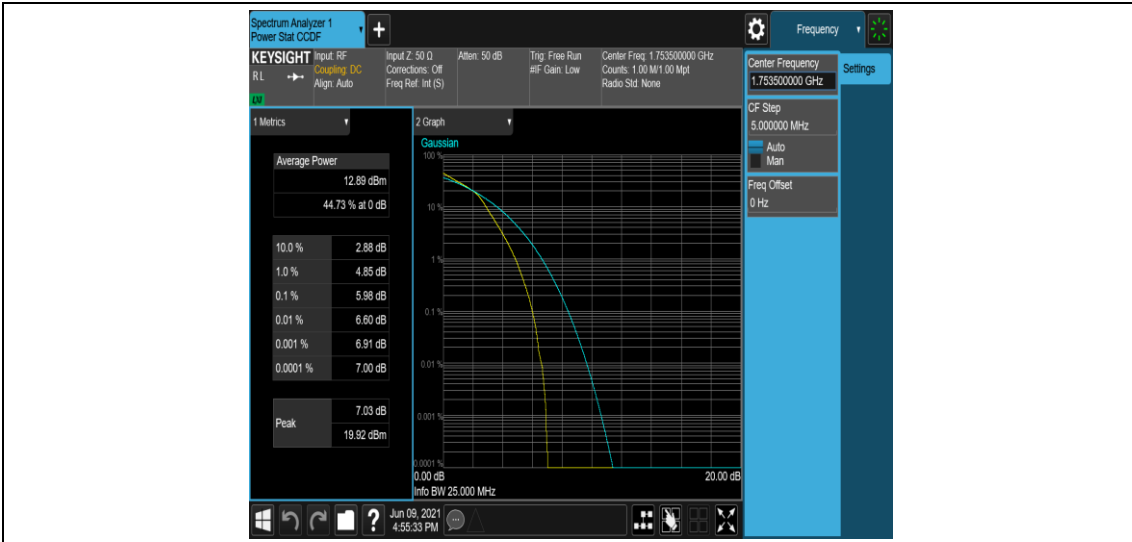 Spectrum Analyzer 1
Power Stat CCDF
+
Frequency
KEYSIGHT
Input: RF
Coupling: DC
Align: Auto
RL
LXI
Input Z: 50 Ω
Corrections: Off
Freq Ref: Int (S)
Atten: 50 dB
Trig: Free Run
#IF Gain: Low
Center Freq: 1.753500000 GHz
Counts: 1.00 M/1.00 Mpt
Radio Std: None
Center Frequency
1.753500000 GHz
Settings
CF Step
5.000000 MHz
Auto
Man
Freq Offset
0 Hz
1 Metrics
Average Power
12.89 dBm
44.73 % at 0 dB
10.0 % 2.88 dB
1.0 % 4.85 dB
0.1 % 5.98 dB
0.01 % 6.60 dB
0.001 % 6.91 dB
0.0001 % 7.00 dB
Peak
7.03 dB
19.92 dBm
2 Graph
Gaussian
100 %
10 %
1 %
0.1 %
0.01 %
0.001 %
0.0001 %
0.00 dB 20.00 dB
Info BW 25.000 MHz
?
Jun 09, 2021
4:55:33 PM